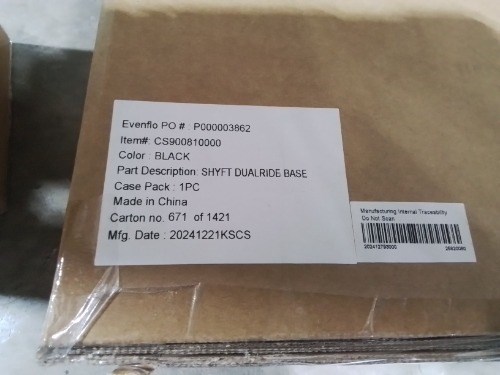 Evenflo PO # : P000003862
Item#: CS900810000
Color : BLACK
Part Description: SHYFT DUALRIDE BASE
Case Pack : 1PC
Made in China
Carton no. 671 of 1421
Mfg. Date : 20241221KSCS
Manufacturing Internal Traceability
Do Not Scan